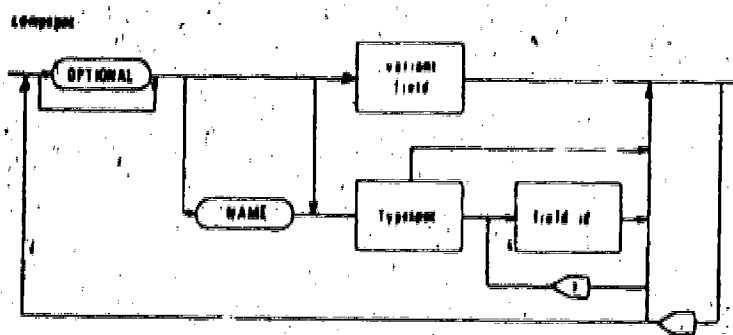 OPTIONAL
variant
field
NAME
Typename
field id